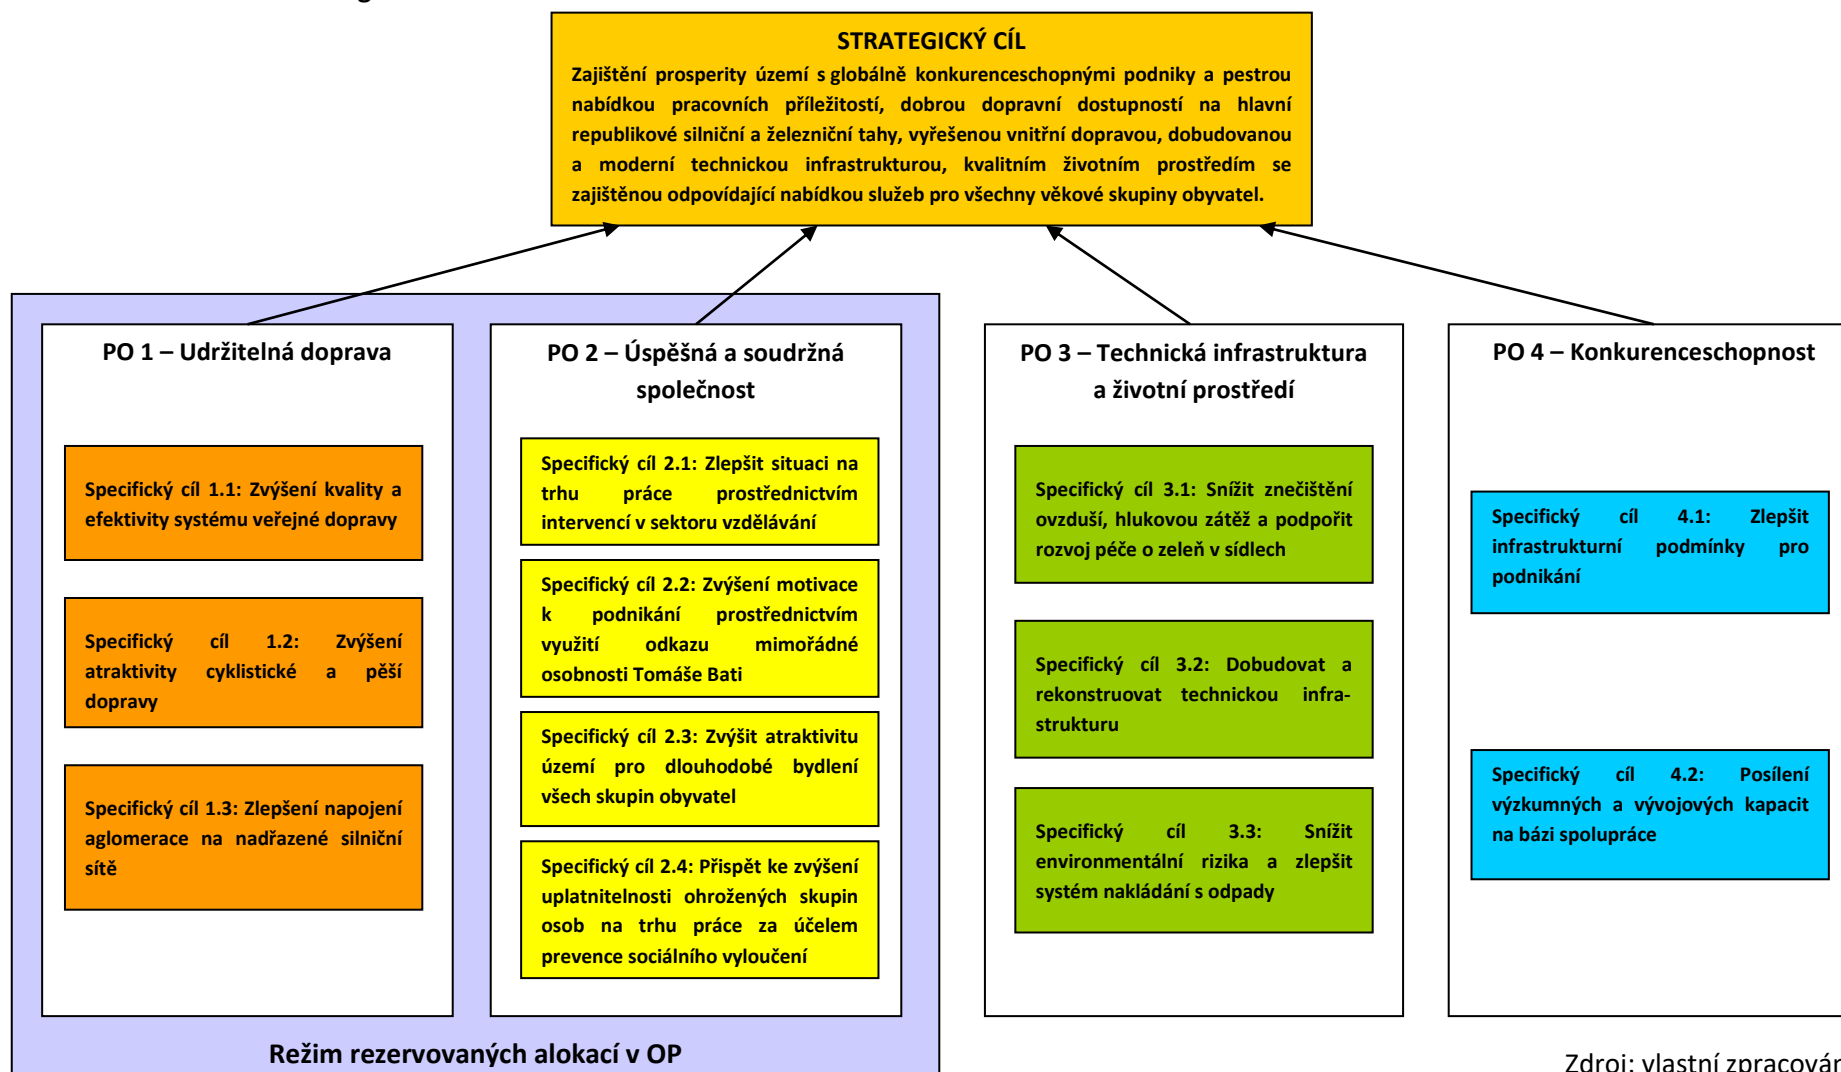 STRATEGICKÝ CÍL
Zajištění prosperity území s globálně konkurenceschopnými podniky a pestrou
nabídkou pracovních příležitostí, dobrou dopravní dostupností na hlavní
republikové silniční a železniční tahy, vyřešenou vnitřní dopravou, dobudovanou
a moderní technickou infrastrukturou, kvalitním životním prostředím se
zajištěnou odpovídající nabídkou služeb pro všechny věkové skupiny obyvatel.
PO 1 – Udržitelná doprava
Specifický cíl 1.1: Zvýšení kvality a
efektivity systému veřejné dopravy
Specifický cíl 1.2: Zvýšení
atraktivity cyklistické a pěší
dopravy
Specifický cíl 1.3: Zlepšení napojení
aglomerace na nadřazené silniční
sítě
PO 2 – Úspěšná a soudržná
společnost
Specifický cíl 2.1: Zlepšit situaci na
trhu práce prostřednictvím
intervencí v sektoru vzdělávání
Specifický cíl 2.2: Zvýšení motivace
k podnikání prostřednictvím
využití odkazu mimořádné
osobnosti Tomáše Bati
Specifický cíl 2.3: Zvýšit atraktivitu
území pro dlouhodobé bydlení
všech skupin obyvatel
Specifický cíl 2.4: Přispět ke zvýšení
uplatnitelnosti ohrožených skupin
osob na trhu práce za účelem
prevence sociálního vyloučení
Režim rezervovaných alokací v OP
PO 3 – Technická infrastruktura
a životní prostředí
Specifický cíl 3.1: Snížit znečištění
ovzduší, hlukovou zátěž a podpořit
rozvoj péče o zeleň v sídlech
Specifický cíl 3.2: Dobudovat a
rekonstruovat technickou infra-
strukturu
Specifický cíl 3.3: Snížit
environmentální rizika a zlepšit
systém nakládání s odpady
PO 4 – Konkurenceschopnost
Specifický cíl 4.1: Zlepšit
infrastrukturní podmínky pro
podnikání
Specifický cíl 4.2: Posílení
výzkumných a vývojových kapacit
na bázi spolupráce
Zdroj: vlastní zpracován